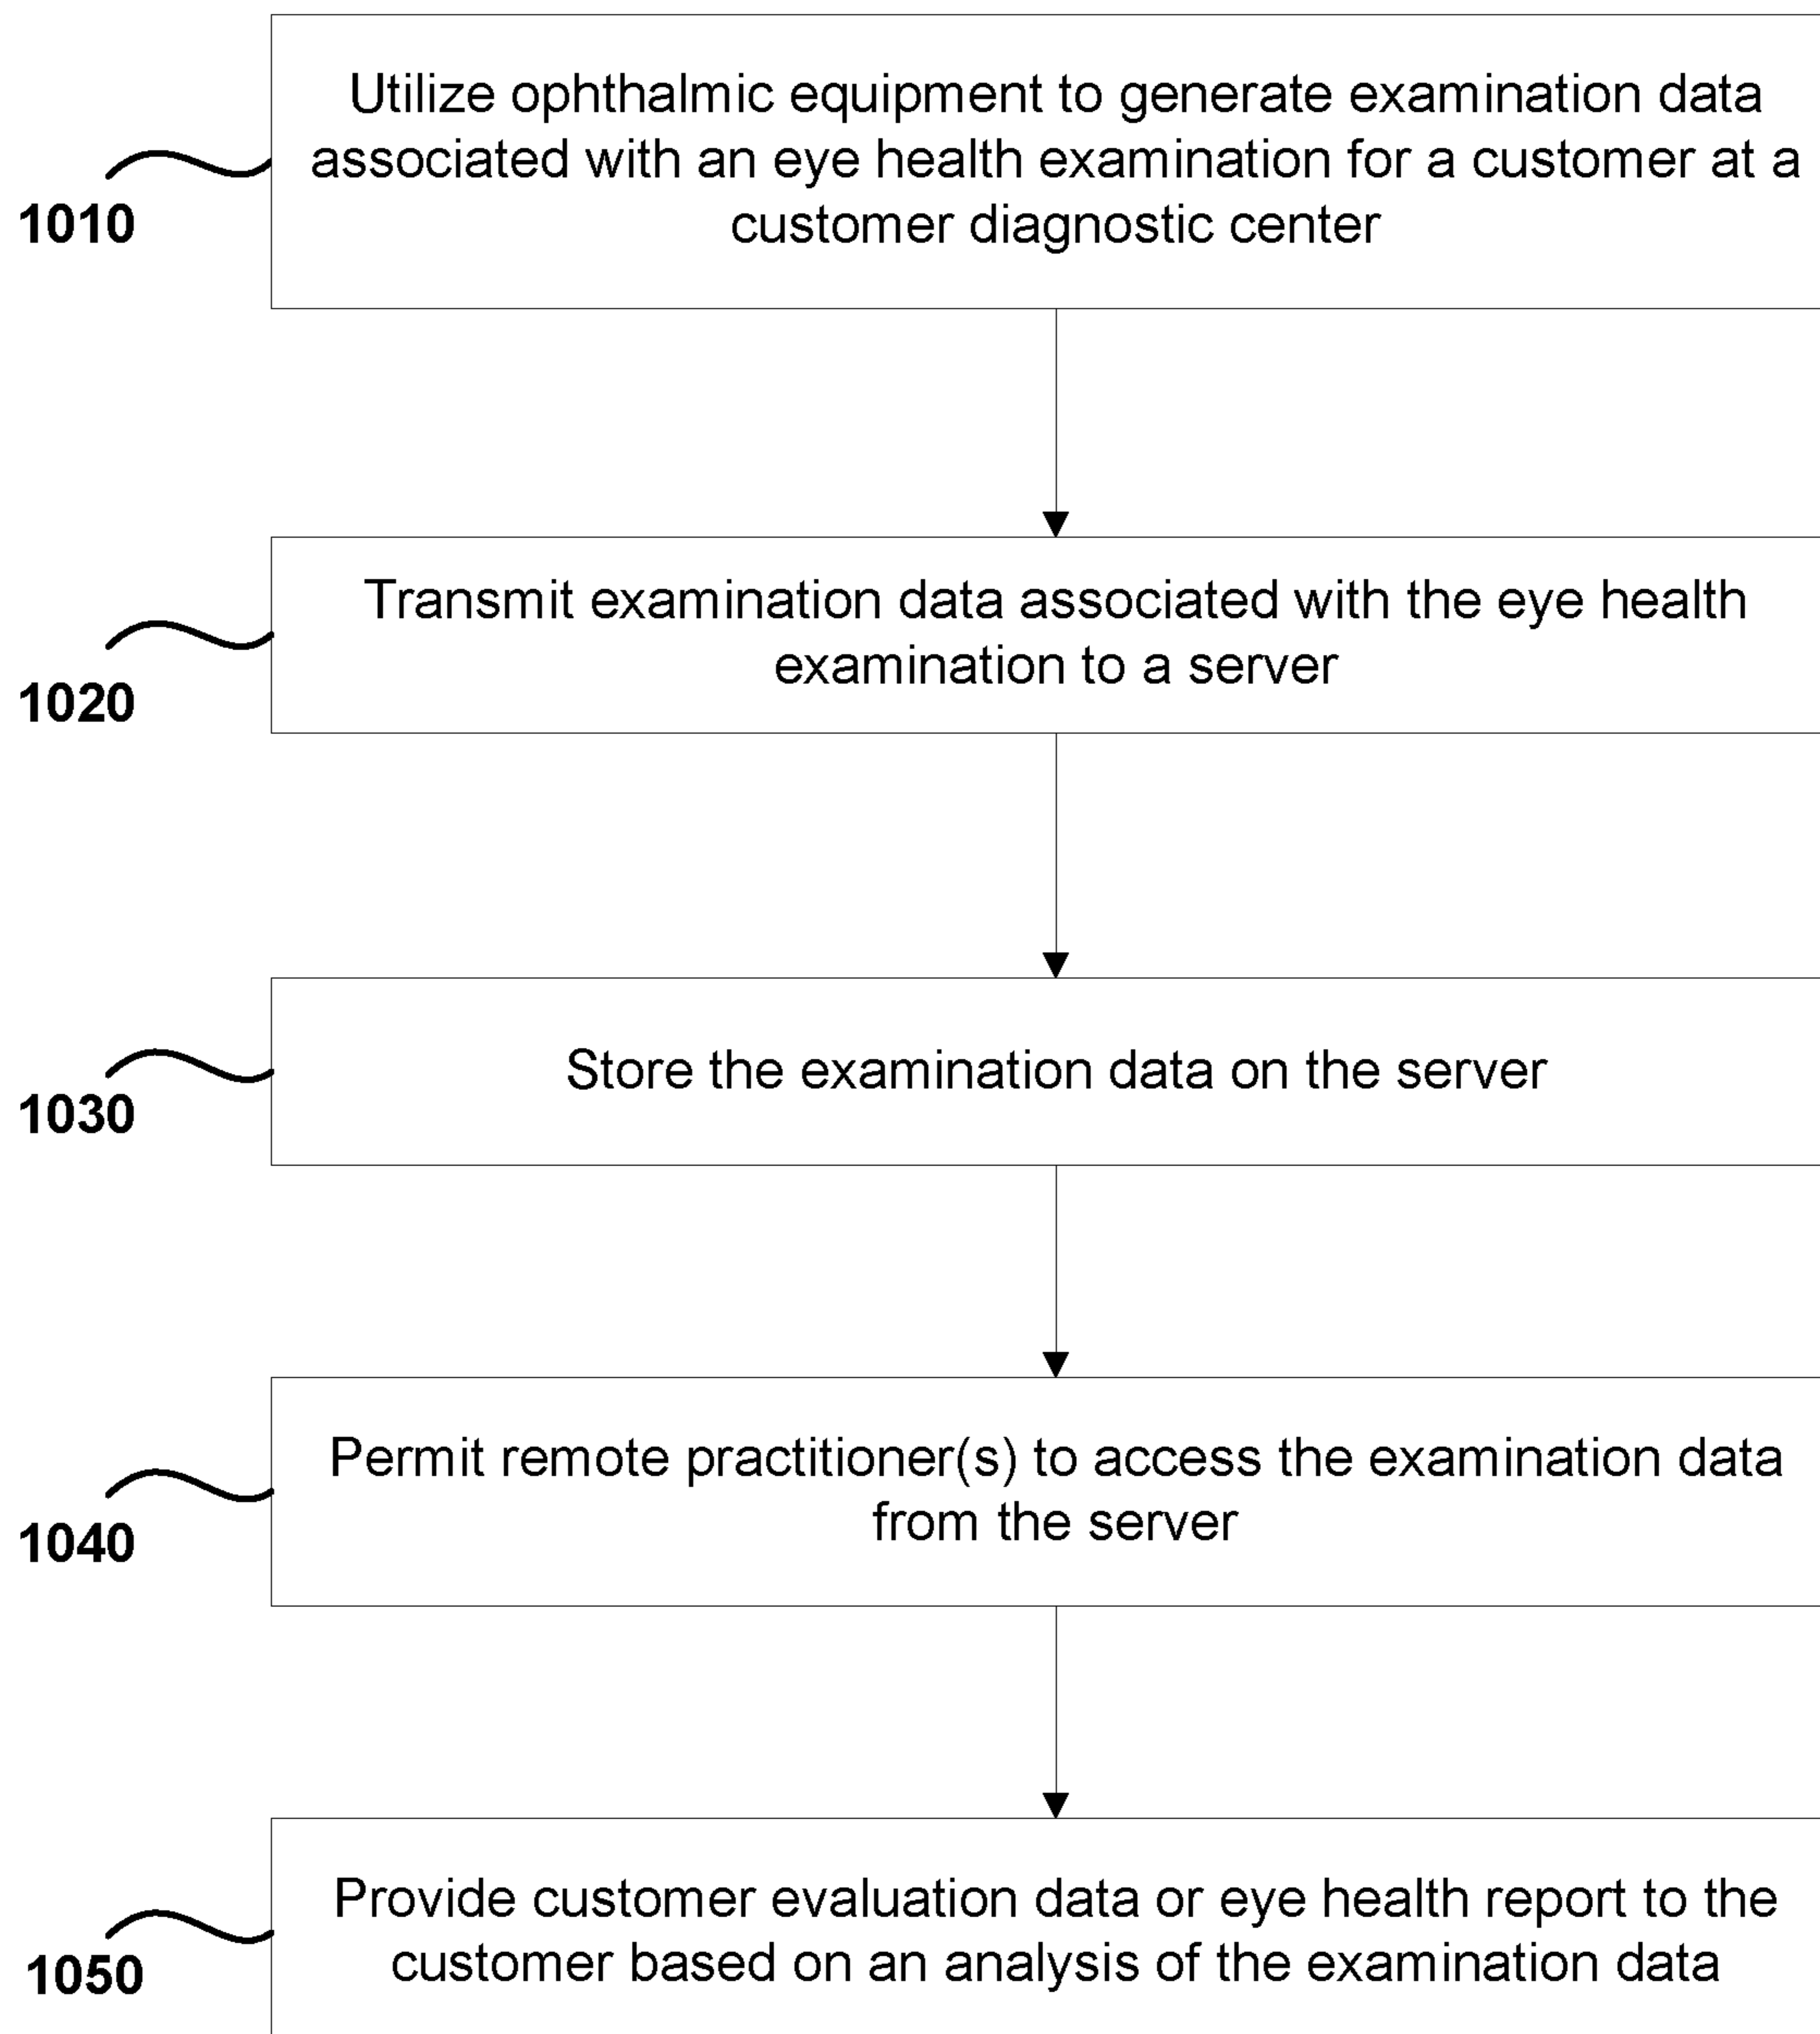 Utilize ophthalmic equipment to generate examination data
associated with an eye health examination for a customer at a
customer diagnostic center
1010
Transmit examination data associated with the eye health
examination to a server
1020
Store the examination data on the server
1030
Permit remote practitioner(s) to access the examination data
from the server
1040
Provide customer evaluation data or eye health report to the
customer based on an analysis of the examination data
1050